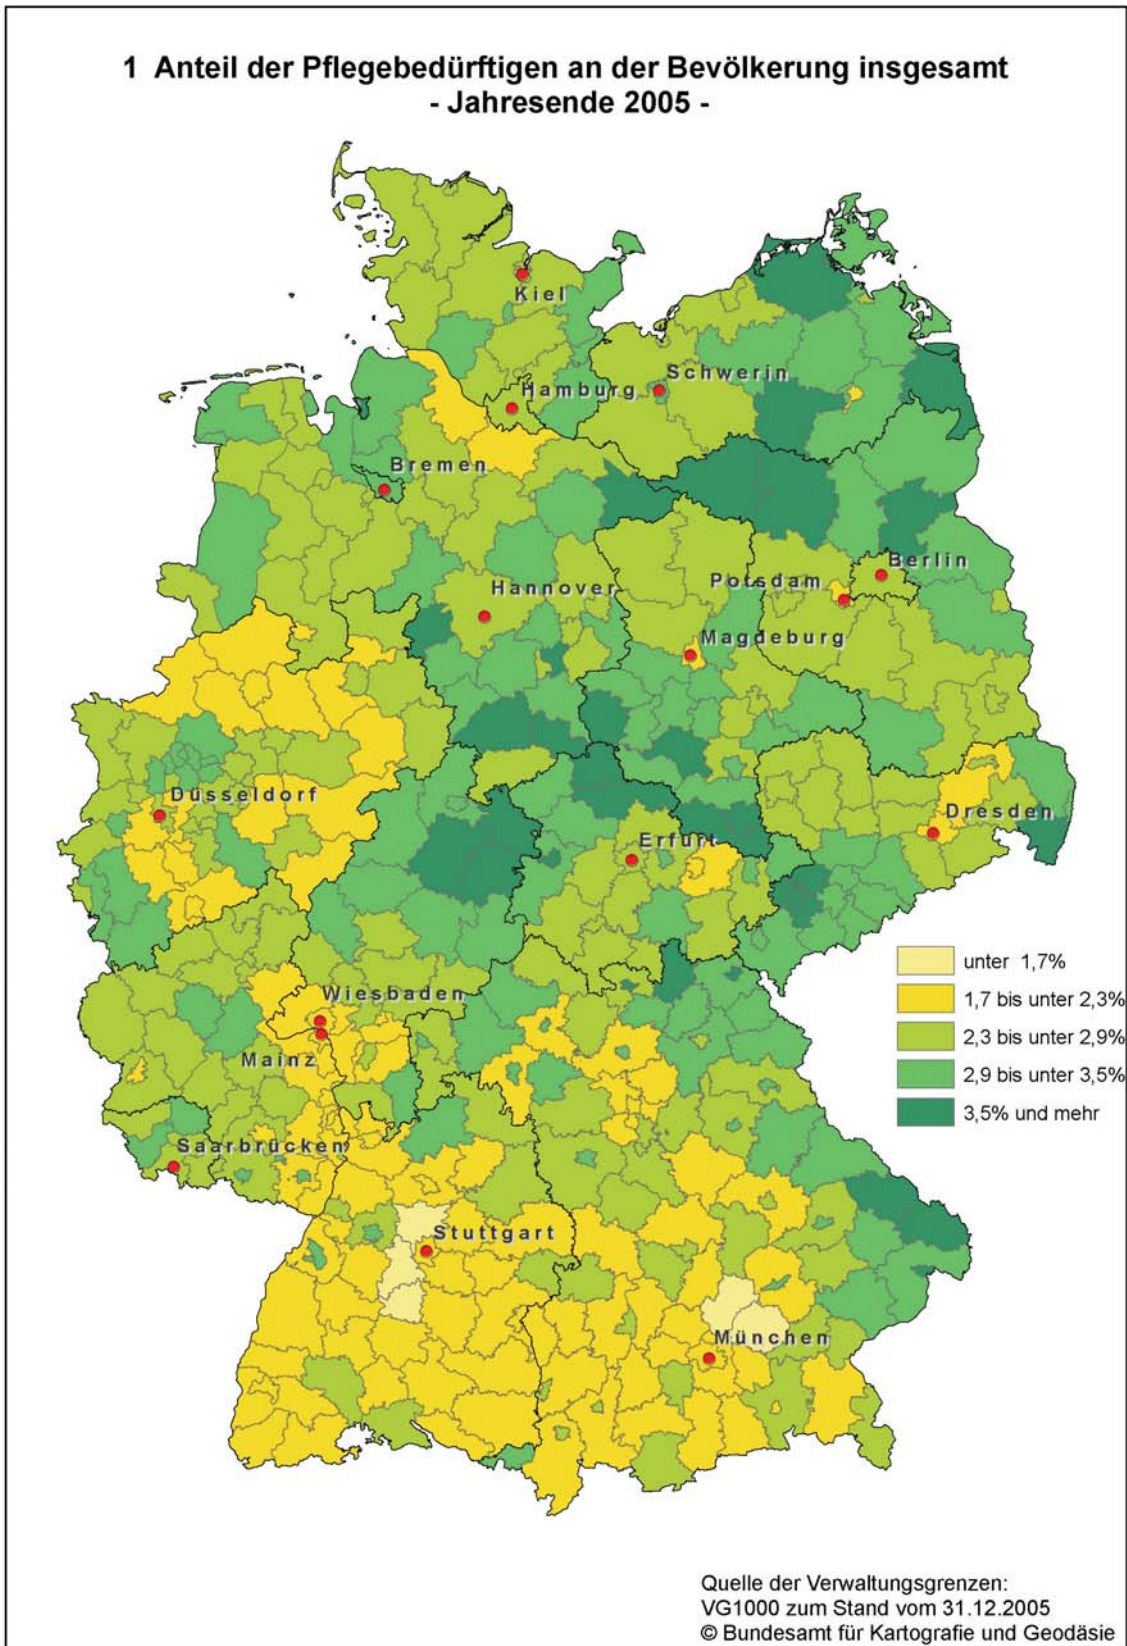 1 Anteil der Pflegebedürftigen an der Bevölkerung insgesamt
- Jahresende 2005 -
Kiel
Schwerin
Hamburg
Bremen
Berlin
Potsdam
Hannover
Magdeburg
Düsseldorf
Dresden
Erfurt
Wiesbaden
Mainz
Saarbrücken
Stuttgart
München
unter 1,7%
1,7 bis unter 2,3%
2,3 bis unter 2,9%
2,9 bis unter 3,5%
3,5% und mehr
Quelle der Verwaltungsgrenzen:
VG1000 zum Stand vom 31.12.2005
© Bundesamt für Kartografie und Geodäsie